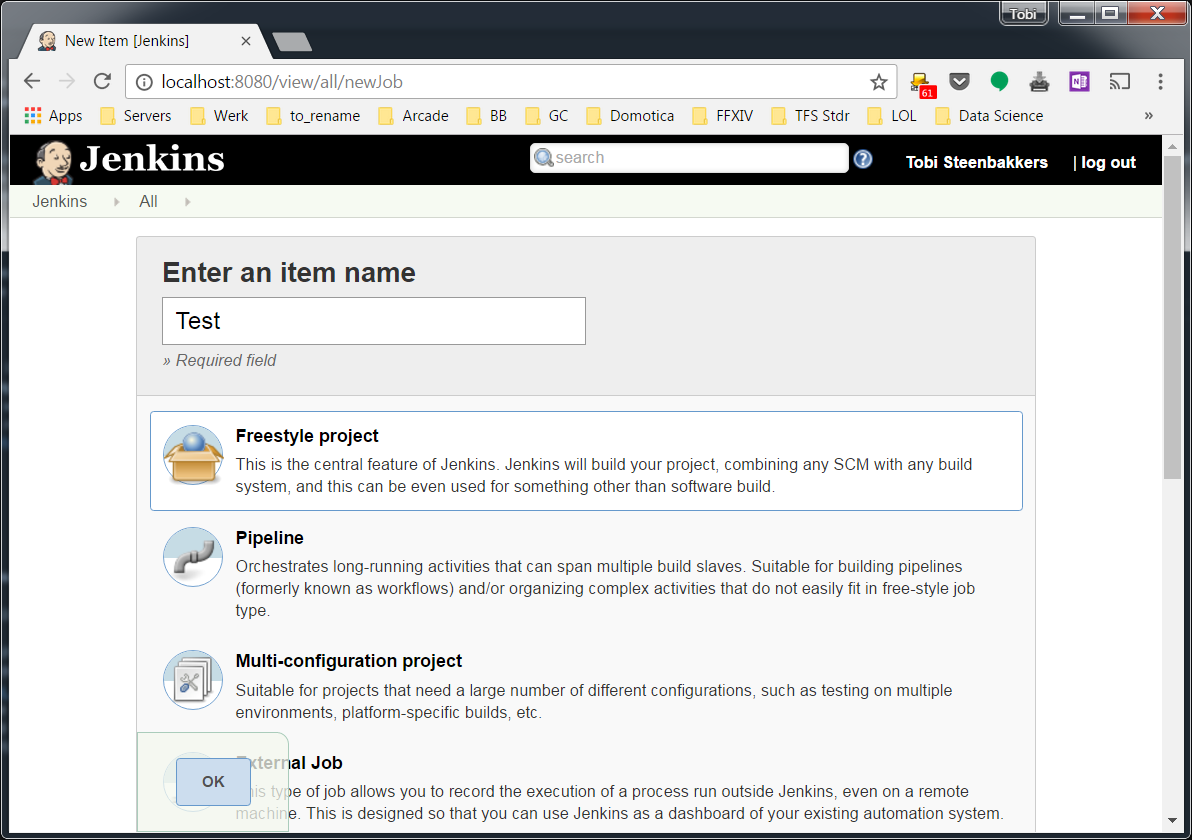 Tobi
New Item [Jenkins]
localhost:8080/view/all/newJob
61
Apps Servers Werk to_rename Arcade BB GC Domotica FFXIV TFS Stdr LOL Data Science »
Jenkins search ? Tobi Steenbakkers | log out
Jenkins All
Enter an item name
Test
» Required field
Freestyle project
This is the central feature of Jenkins. Jenkins will build your project, combining any SCM with any build
system, and this can be even used for something other than software build.
Pipeline
Orchestrates long-running activities that can span multiple build slaves. Suitable for building pipelines
(formerly known as workflows) and/or organizing complex activities that do not easily fit in free-style job
type.
Multi-configuration project
Suitable for projects that need a large number of different configurations, such as testing on multiple
environments, platform-specific builds, etc.
External Job
OK
This type of job allows you to record the execution of a process run outside Jenkins, even on a remote
machine. This is designed so that you can use Jenkins as a dashboard of your existing automation system.